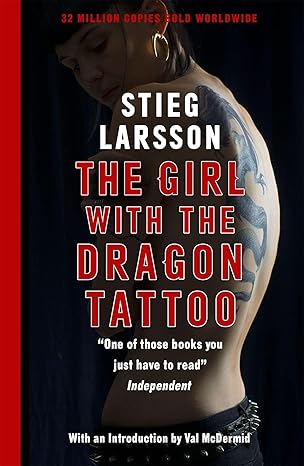 32 MILLION COPIES SOLD WORLDWIDE
STIEG
LARSSON
THE GIRL
WITH THE
DRAGON
TATTOO
“One of those books you
just have to read”
Independent
With an Introduction by Val McDermid